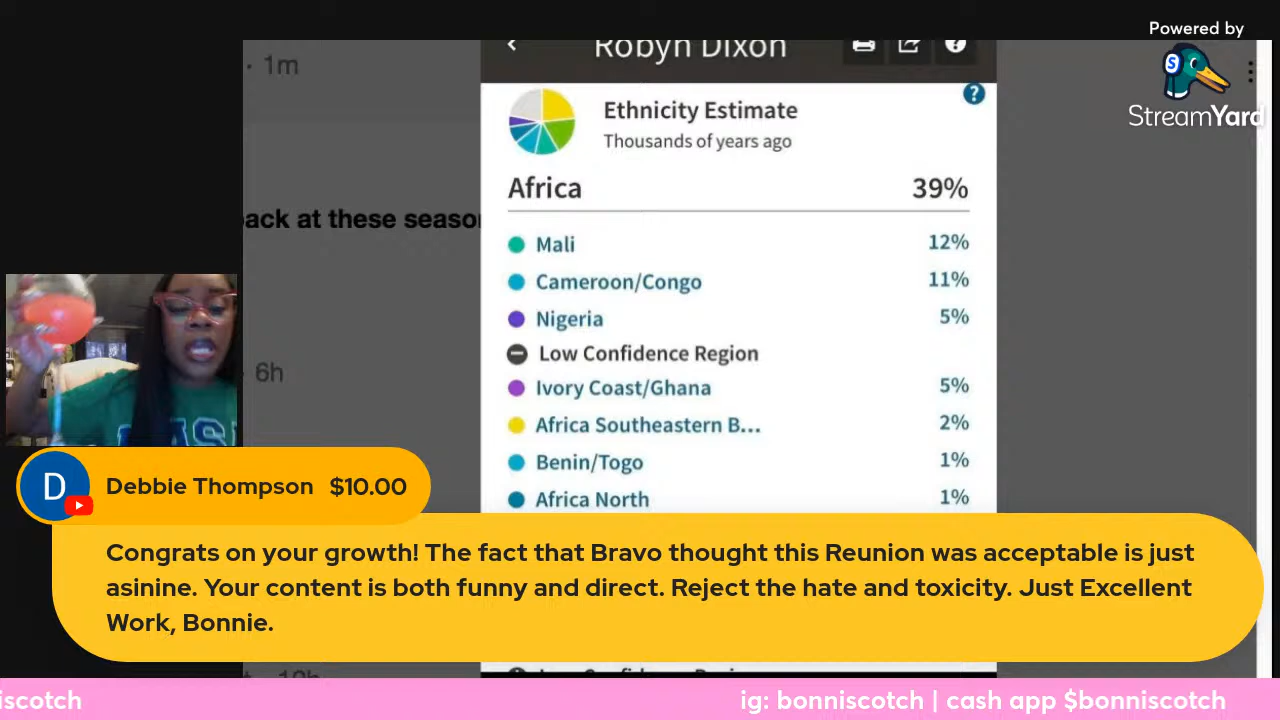 Powered by
StreamYard
Robyn Dixon
· 1m
Ethnicity Estimate
Thousands of years ago
Africa 39%
back at these season
Mali 12%
Cameroon/Congo 11%
Nigeria 5%
Low Confidence Region
6h
Ivory Coast/Ghana 5%
Africa Southeastern B... 2%
Benin/Togo 1%
Africa North 1%
D
Debbie Thompson $10.00
Congrats on your growth! The fact that Bravo thought this Reunion was acceptable is just
asinine. Your content is both funny and direct. Reject the hate and toxicity. Just Excellent
Work, Bonnie.
iscotch
ig: bonniscotch | cash app $bonniscotch